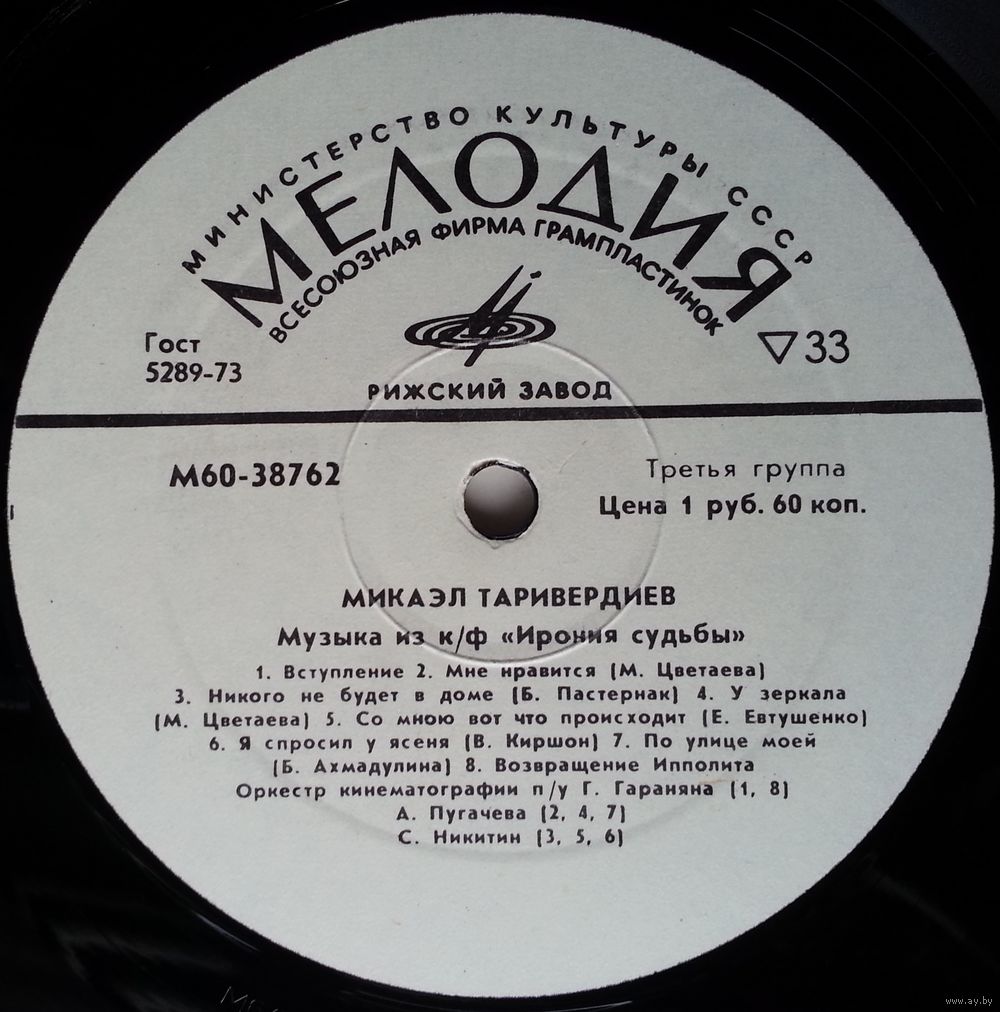 МИНИСТЕРСТВО КУЛЬТУРЫ СССР
МЕЛОДИЯ
ВСЕСОЮЗНАЯ ФИРМА ГРАМПЛАСТИНОК
Гост
5289-73
33
РИЖСКИЙ ЗАВОД
М60-38762
Третья группа
Цена 1 руб. 60 коп.
МИКАЭЛ ТАРИВЕРДИЕВ
Музыка из к/ф «Ирония судьбы»
1. Вступление 2. Мне нравится (М. Цветаева)
3. Никого не будет в доме (Б. Пастернак) 4. У зеркала
(М. Цветаева) 5. Со мною вот что происходит (Е. Евтушенко)
6. Я спросил у ясеня (В. Киршон) 7. По улице моей
(Б. Ахмадулина) 8. Возвращение Ипполита
Оркестр кинематографии п/у Г. Гараняна (1, 8)
А. Пугачева (2, 4, 7)
С. Никитин (3, 5, 6)
www.ay.by